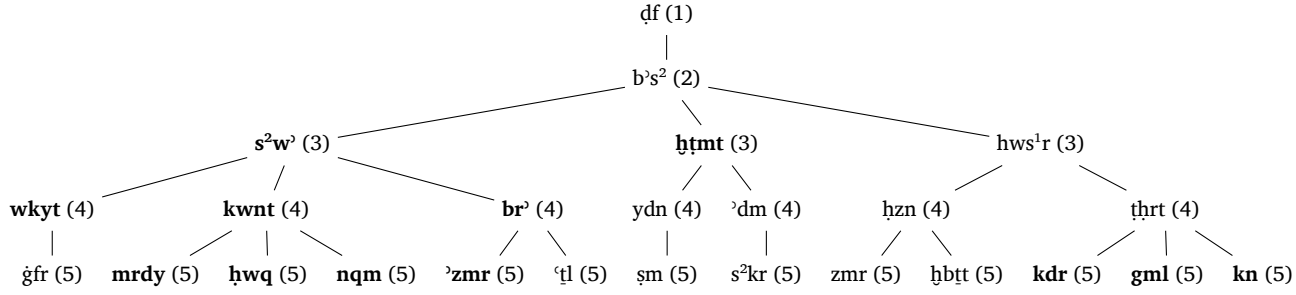 ḍf (1)
bʾs² (2)
s²wʾ (3) ḫṭmt (3) hws¹r (3)
wkyt (4) kwnt (4) brʾ (4) ydn (4) ʾdm (4) ḥzn (4) ṭḥrt (4)
ġfr (5) mrdy (5) ḥwq (5) nqm (5) ʾzmr (5) ʿṯl (5) ṣm (5) s²kr (5) zmr (5) ḫbṯt (5) kdr (5) gml (5) kn (5)